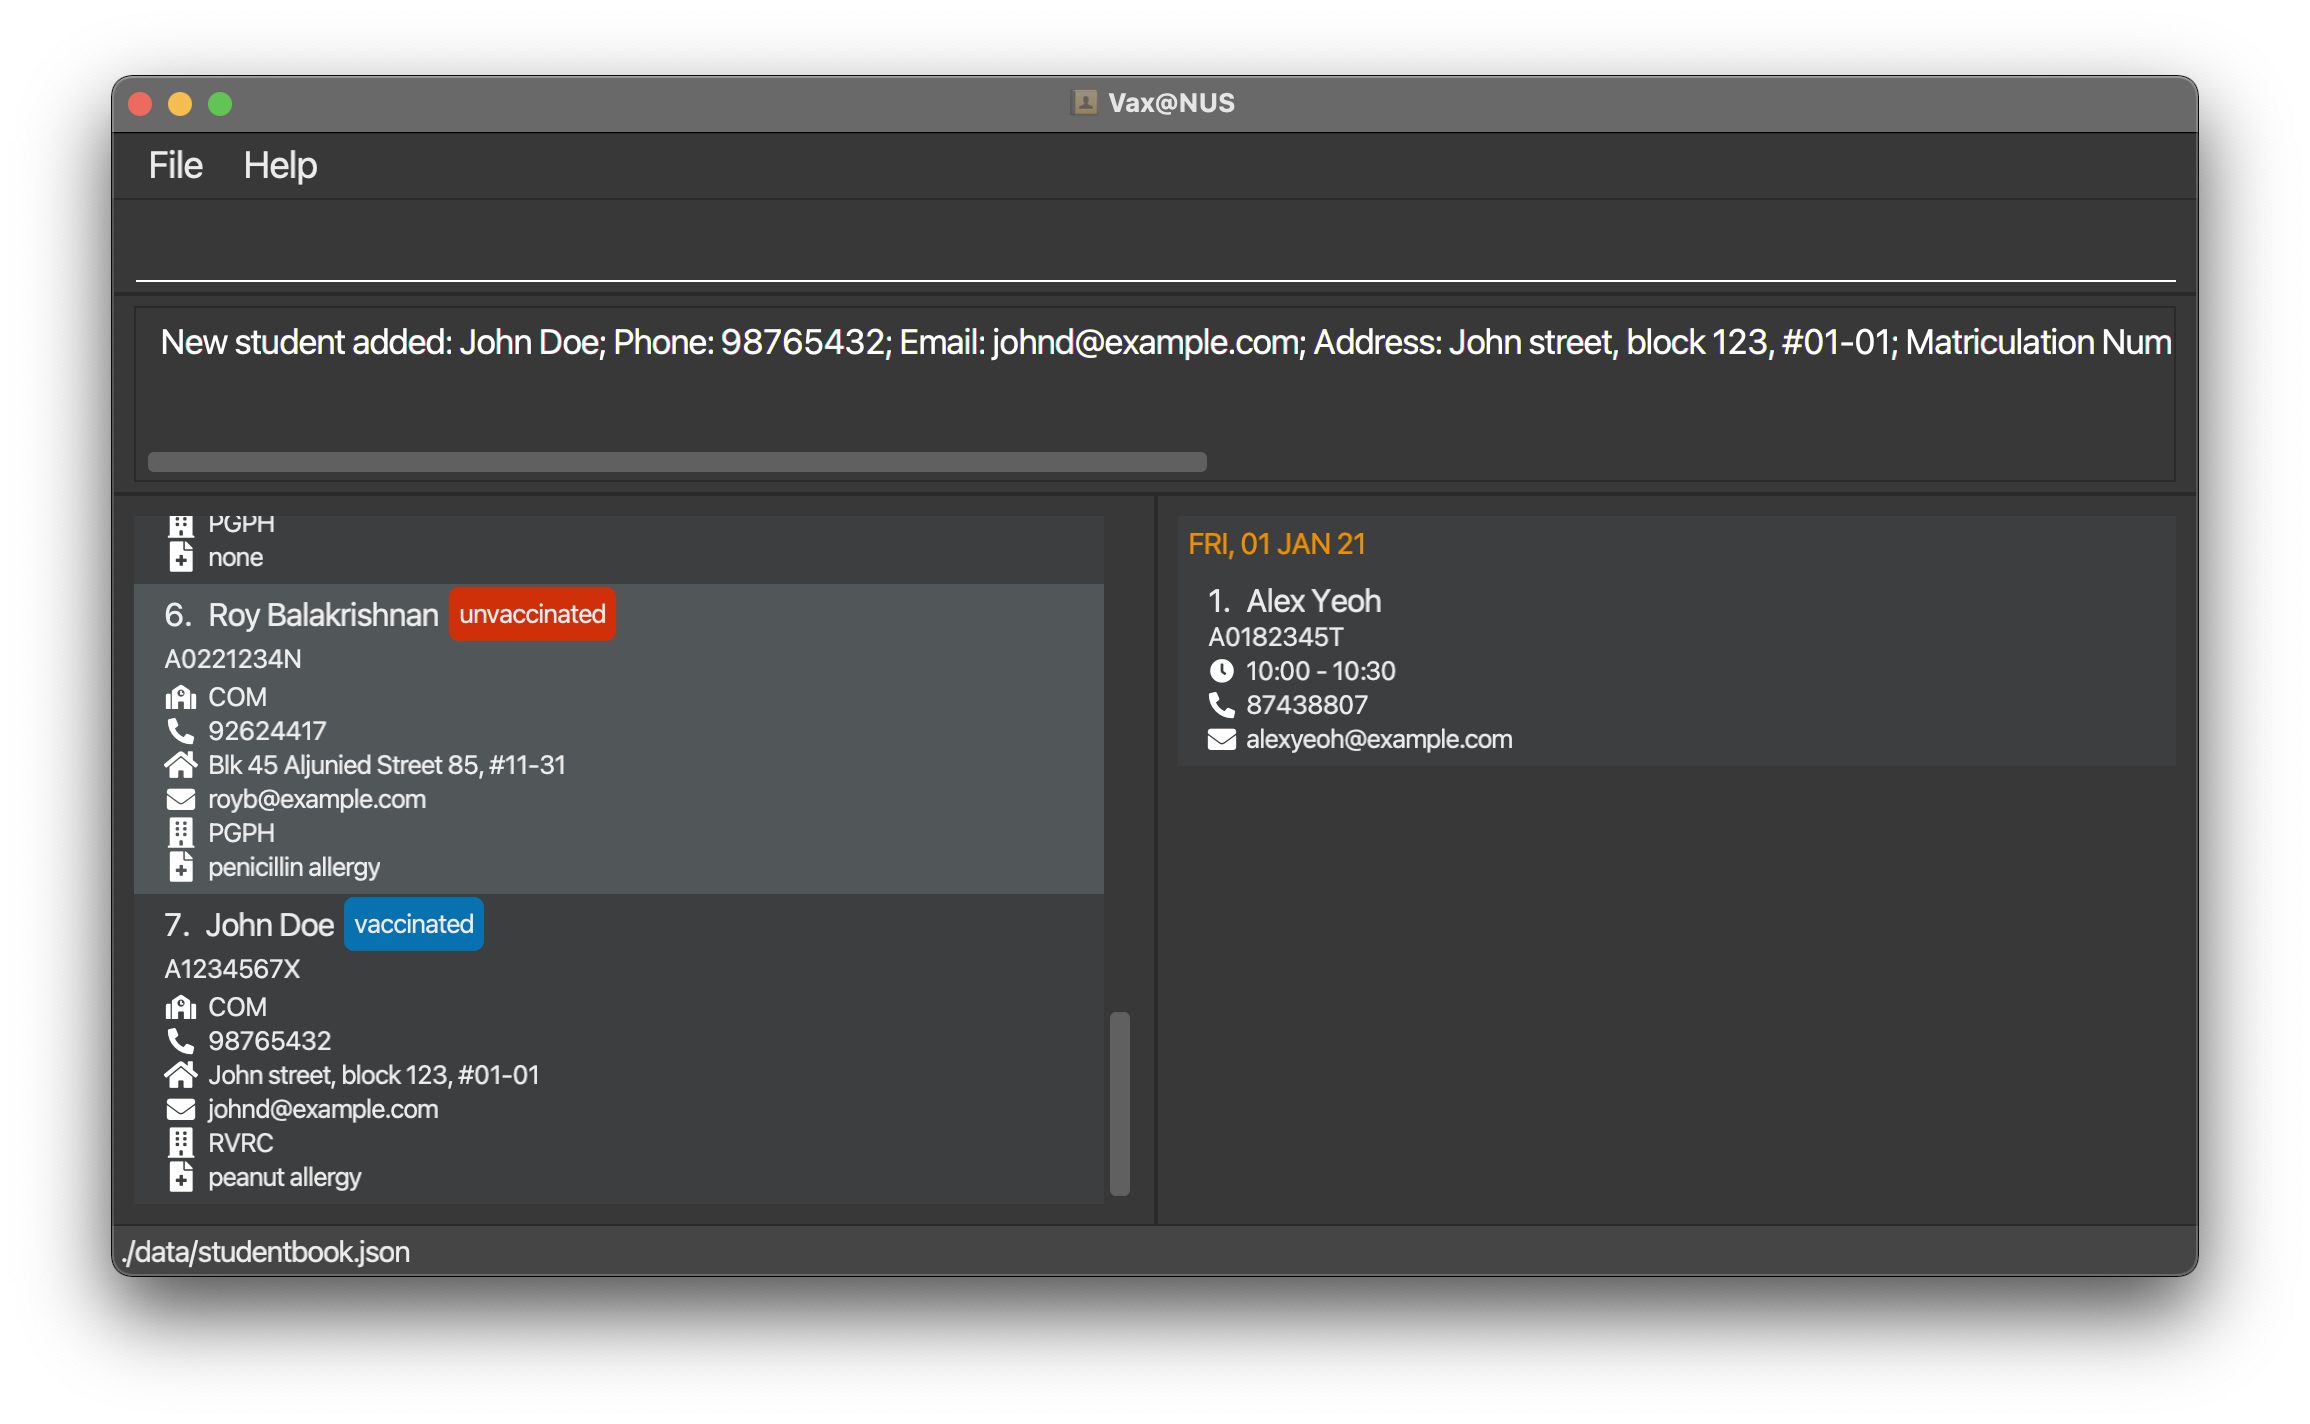 Vax@NUS
File Help
New student added: John Doe; Phone: 98765432; Email: johnd@example.com; Address: John street, block 123, #01-01; Matriculation Num
PGPH
none
6. Roy Balakrishnan unvaccinated
A0221234N
COM
92624417
Blk 45 Aljunied Street 85, #11-31
royb@example.com
PGPH
penicillin allergy
7. John Doe vaccinated
A1234567X
COM
98765432
John street, block 123, #01-01
johnd@example.com
RVRC
peanut allergy
FRI, 01 JAN 21
1. Alex Yeoh
A0182345T
10:00 - 10:30
87438807
alexyeoh@example.com
./data/studentbook.json